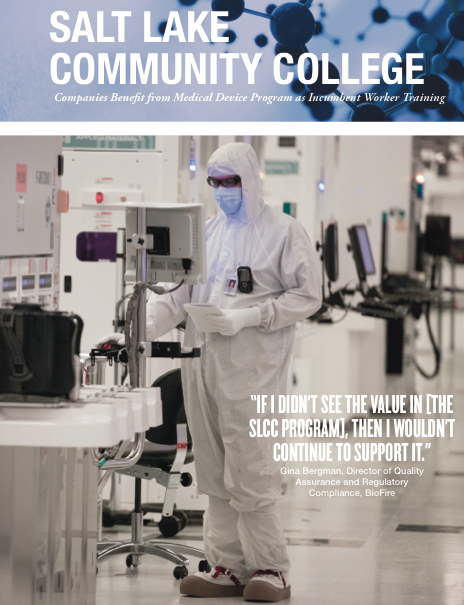 SALT LAKE
COMMUNITY COLLEGE
Companies Benefit from Medical Device Program as Incumbent Worker Training
"IF I DIDN'T SEE THE VALUE IN [THE
SLCC PROGRAM], THEN I WOULDN'T
CONTINUE TO SUPPORT IT."
Gina Bergman, Director of Quality
Assurance and Regulatory
Compliance, BioFire